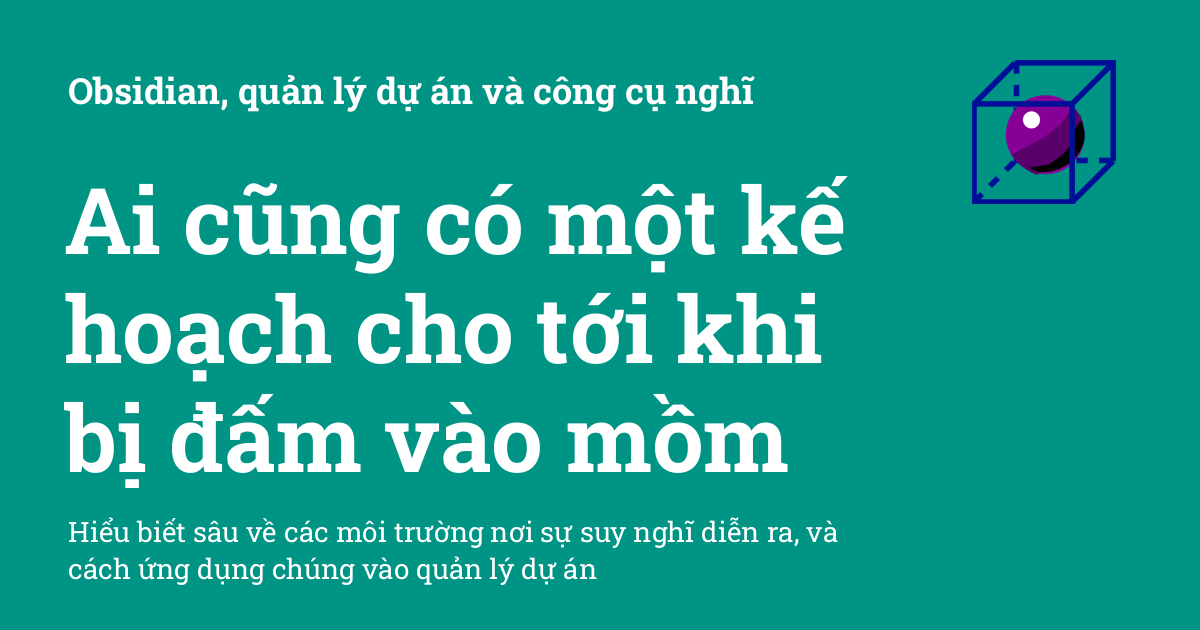 Obsidian, quản lý dự án và công cụ nghĩ
Ai cũng có một kế
hoạch cho tới khi
bị đấm vào mồm
Hiểu biết sâu về các môi trường nơi sự suy nghĩ diễn ra, và
cách ứng dụng chúng vào quản lý dự án